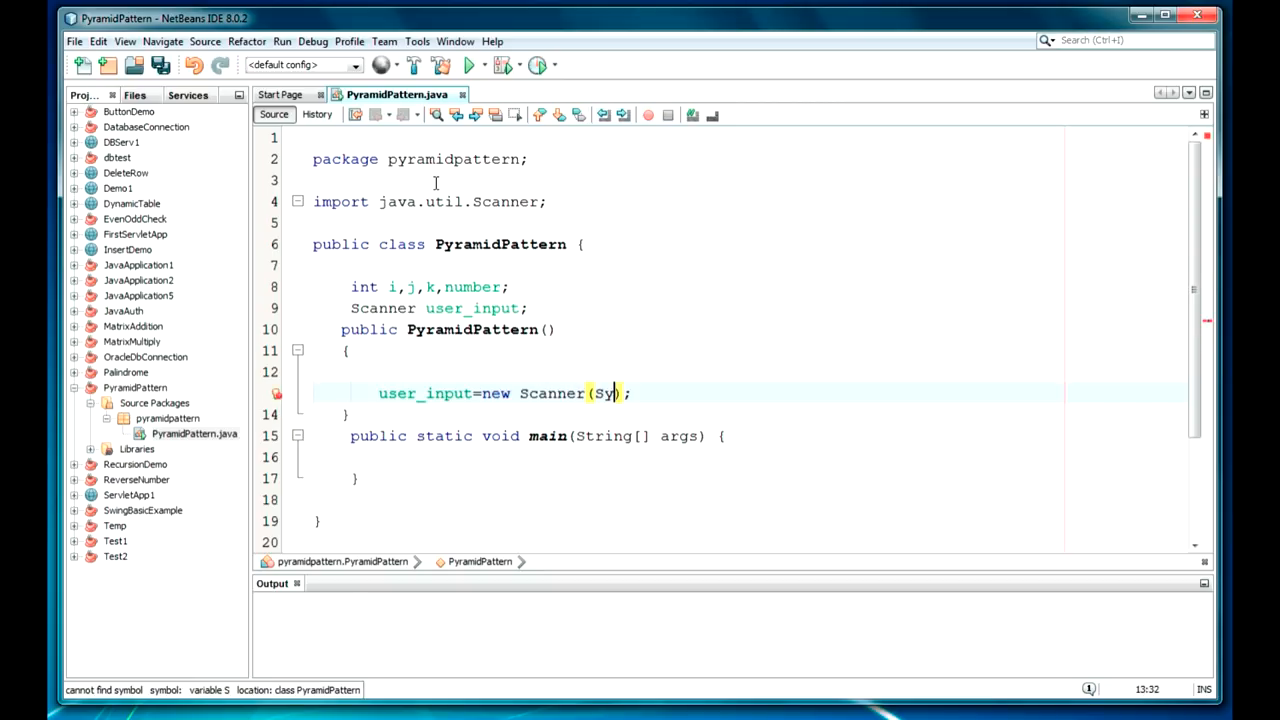 PyramidPattern - NetBeans IDE 8.0.2
File Edit View Navigate Source Refactor Run Debug Profile Team Tools Window Help
Search (Ctrl+I)
<default config>
Proj... Files Services
Start Page PyramidPattern.java
Source History
ButtonDemo
DatabaseConnection
DBServ1
dbtest
DeleteRow
Demo1
DynamicTable
EvenOddCheck
FirstServletApp
InsertDemo
JavaApplication1
JavaApplication2
JavaApplication5
JavaAuth
MatrixAddition
MatrixMultiply
OracleDbConnection
Palindrome
PyramidPattern
Source Packages
pyramidpattern
PyramidPattern.java
Libraries
RecursionDemo
ReverseNumber
ServletApp1
SwingBasicExample
Temp
Test1
Test2
1
2 package pyramidpattern;
3
4 import java.util.Scanner;
5
6 public class PyramidPattern {
7
8 int i,j,k,number;
9 Scanner user_input;
10 public PyramidPattern()
11 {
12
user_input=new Scanner(Sy);
14 }
15 public static void main(String[] args) {
16
17 }
18
19 }
20
pyramidpattern.PyramidPattern PyramidPattern
Output
cannot find symbol symbol: variable S location: class PyramidPattern
1 13:32 INS